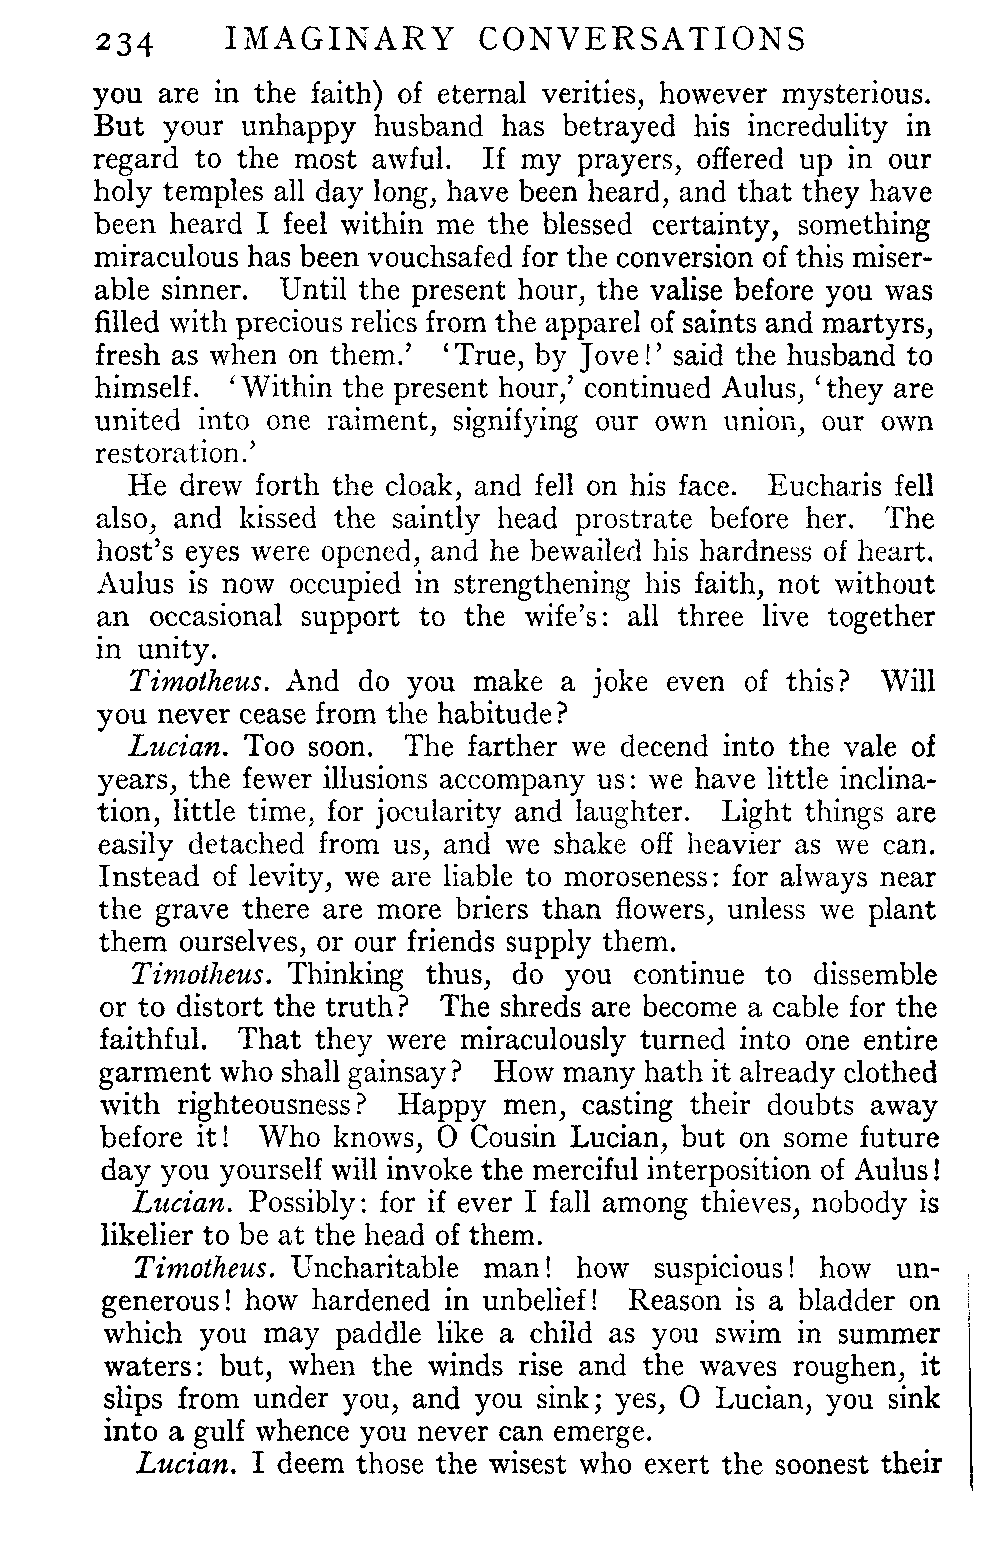 234 IMAGINARY CONVERSATIONS
you are in the faith) of eternal verities, however mysterious.
But your unhappy husband has betrayed his incredulity in
regard to the most awful. If my prayers, offered up in our
holy temples all day long, have been heard, and that they have
been heard I feel within me the blessed certainty, something
miraculous has been vouchsafed for the conversion of this miser-
able sinner. Until the present hour, the valise before you was
filled with precious relics from the apparel of saints and martyrs,
fresh as when on them.' 'True, by Jove!' said the husband to
himself. 'Within the present hour,' continued Aulus, 'they are
united into one raiment, signifying our own union, our own
restoration.'
He drew forth the cloak, and fell on his face. Eucharis fell
also, and kissed the saintly head prostrate before her. The
host's eyes were opened, and he bewailed his hardness of heart.
Aulus is now occupied in strengthening his faith, not without
an occasional support to the wife's: all three live together
in unity.
Timotheus. And do you make a joke even of this? Will
you never cease from the habitude?
Lucian. Too soon. The farther we decend into the vale of
years, the fewer illusions accompany us: we have little inclina-
tion, little time, for jocularity and laughter. Light things are
easily detached from us, and we shake off heavier as we can.
Instead of levity, we are liable to moroseness: for always near
the grave there are more briers than flowers, unless we plant
them ourselves, or our friends supply them.
Timotheus. Thinking thus, do you continue to dissemble
or to distort the truth? The shreds are become a cable for the
faithful. That they were miraculously turned into one entire
garment who shall gainsay? How many hath it already clothed
with righteousness? Happy men, casting their doubts away
before it! Who knows, O Cousin Lucian, but on some future
day you yourself will invoke the merciful interposition of Aulus!
Lucian. Possibly: for if ever I fall among thieves, nobody is
likelier to be at the head of them.
Timotheus. Uncharitable man! how suspicious! how un-
generous! how hardened in unbelief! Reason is a bladder on
which you may paddle like a child as you swim in summer
waters: but, when the winds rise and the waves roughen, it
slips from under you, and you sink; yes, O Lucian, you sink
into a gulf whence you never can emerge.
Lucian. I deem those the wisest who exert the soonest their